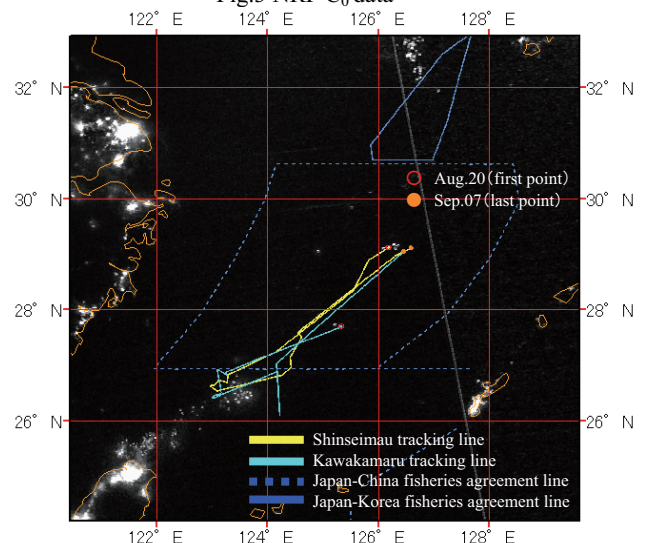 Fig.5 NRF C₀ data
122° E 124° E 126° E 128° E
32° N 32° N
Aug.20(first point)
30° N Sep.07(last point) 30° N
28° N 28° N
26° N 26° N
Shinseimau tracking line
Kawakamaru tracking line
Japan-China fisheries agreement line
Japan-Korea fisheries agreement line
122° E 124° E 126° E 128° E